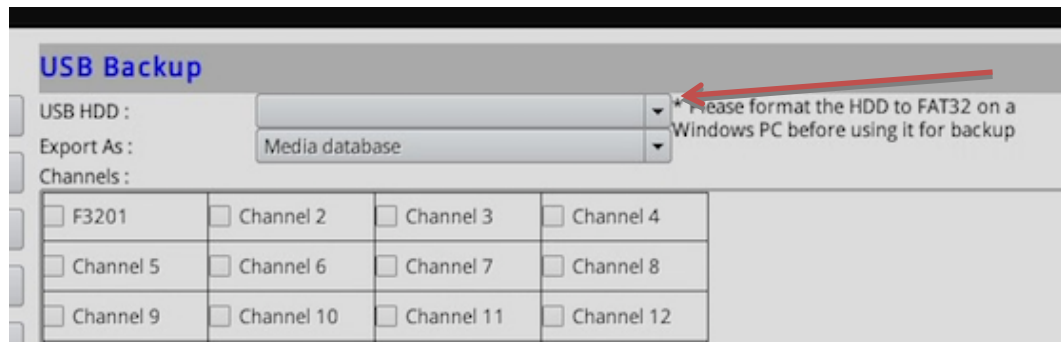 USB Backup
USB HDD :
* Please format the HDD to FAT32 on a
Windows PC before using it for backup
Export As :
Media database
Channels :
F3201 Channel 2 Channel 3 Channel 4
Channel 5 Channel 6 Channel 7 Channel 8
Channel 9 Channel 10 Channel 11 Channel 12